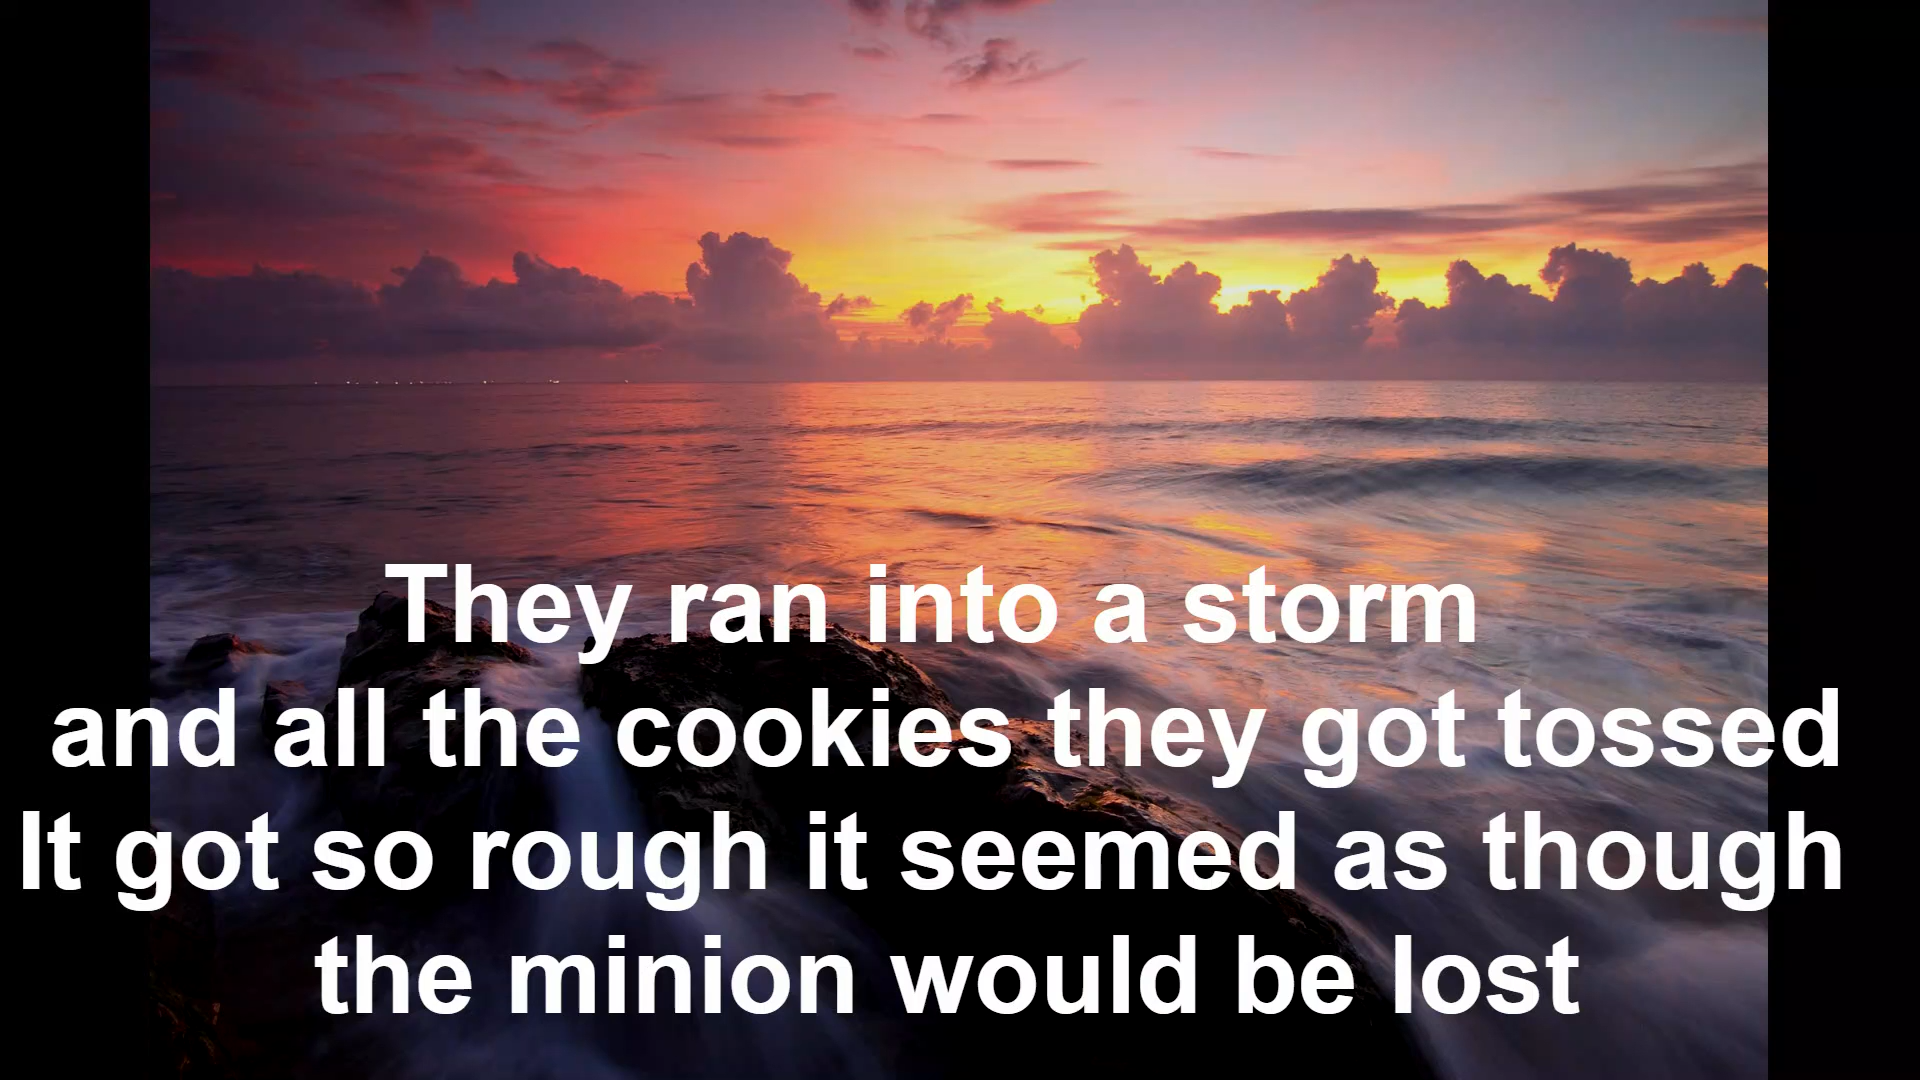 They ran into a storm
and all the cookies they got tossed
It got so rough it seemed as though
the minion would be lost